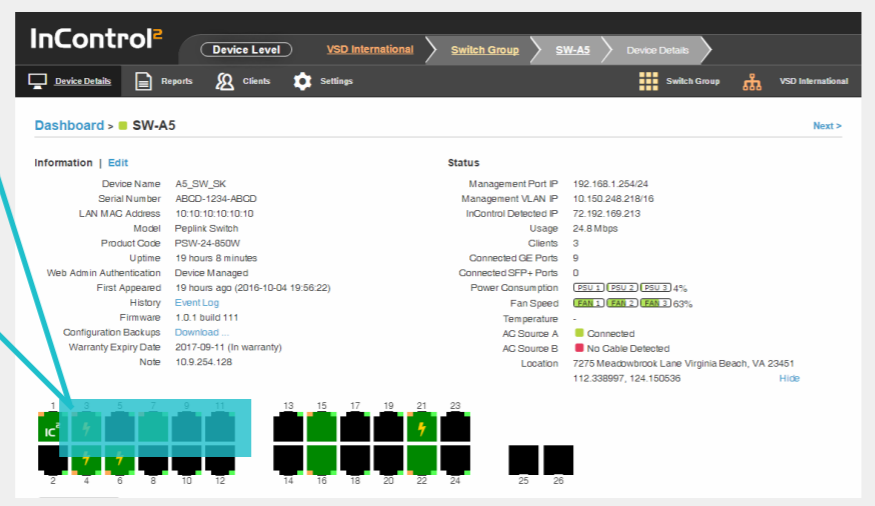 InControl²
Device Level VSD International Switch Group SW-A5 Device Details
Device Details Reports Clients Settings Switch Group VSD International
Dashboard > SW-A5 Next >
Information | Edit
Device Name A5_SW_SK
Serial Number ABCD-1234-ABCD
LAN MAC Address 10:10:10:10:10:10
Model Peplink Switch
Product Code PSW-24-850W
Uptime 19 hours 8 minutes
Web Admin Authentication Device Managed
First Appeared 19 hours ago (2016-10-04 19:56:22)
History Event Log
Firmware 1.0.1 build 111
Configuration Backups Download ...
Warranty Expiry Date 2017-09-11 (In warranty)
Note 10.9.254.128
Status
Management Port IP 192.168.1.254/24
Management VLAN IP 10.150.248.218/16
InControl Detected IP 72.192.169.213
Usage 24.8 Mbps
Clients 3
Connected GE Ports 9
Connected SFP+ Ports 0
Power Consumption PSU 1 PSU 2 PSU 3 4%
Fan Speed FAN 1 FAN 2 FAN 3 63%
Temperature -
AC Source A Connected
AC Source B No Cable Detected
Location 7275 Meadowbrook Lane Virginia Beach, VA 23451
112.338997, 124.150536 Hide
1 3 5 7 9 11 13 15 17 19 21 23
IC²
2 4 6 8 10 12 14 16 18 20 22 24 25 26